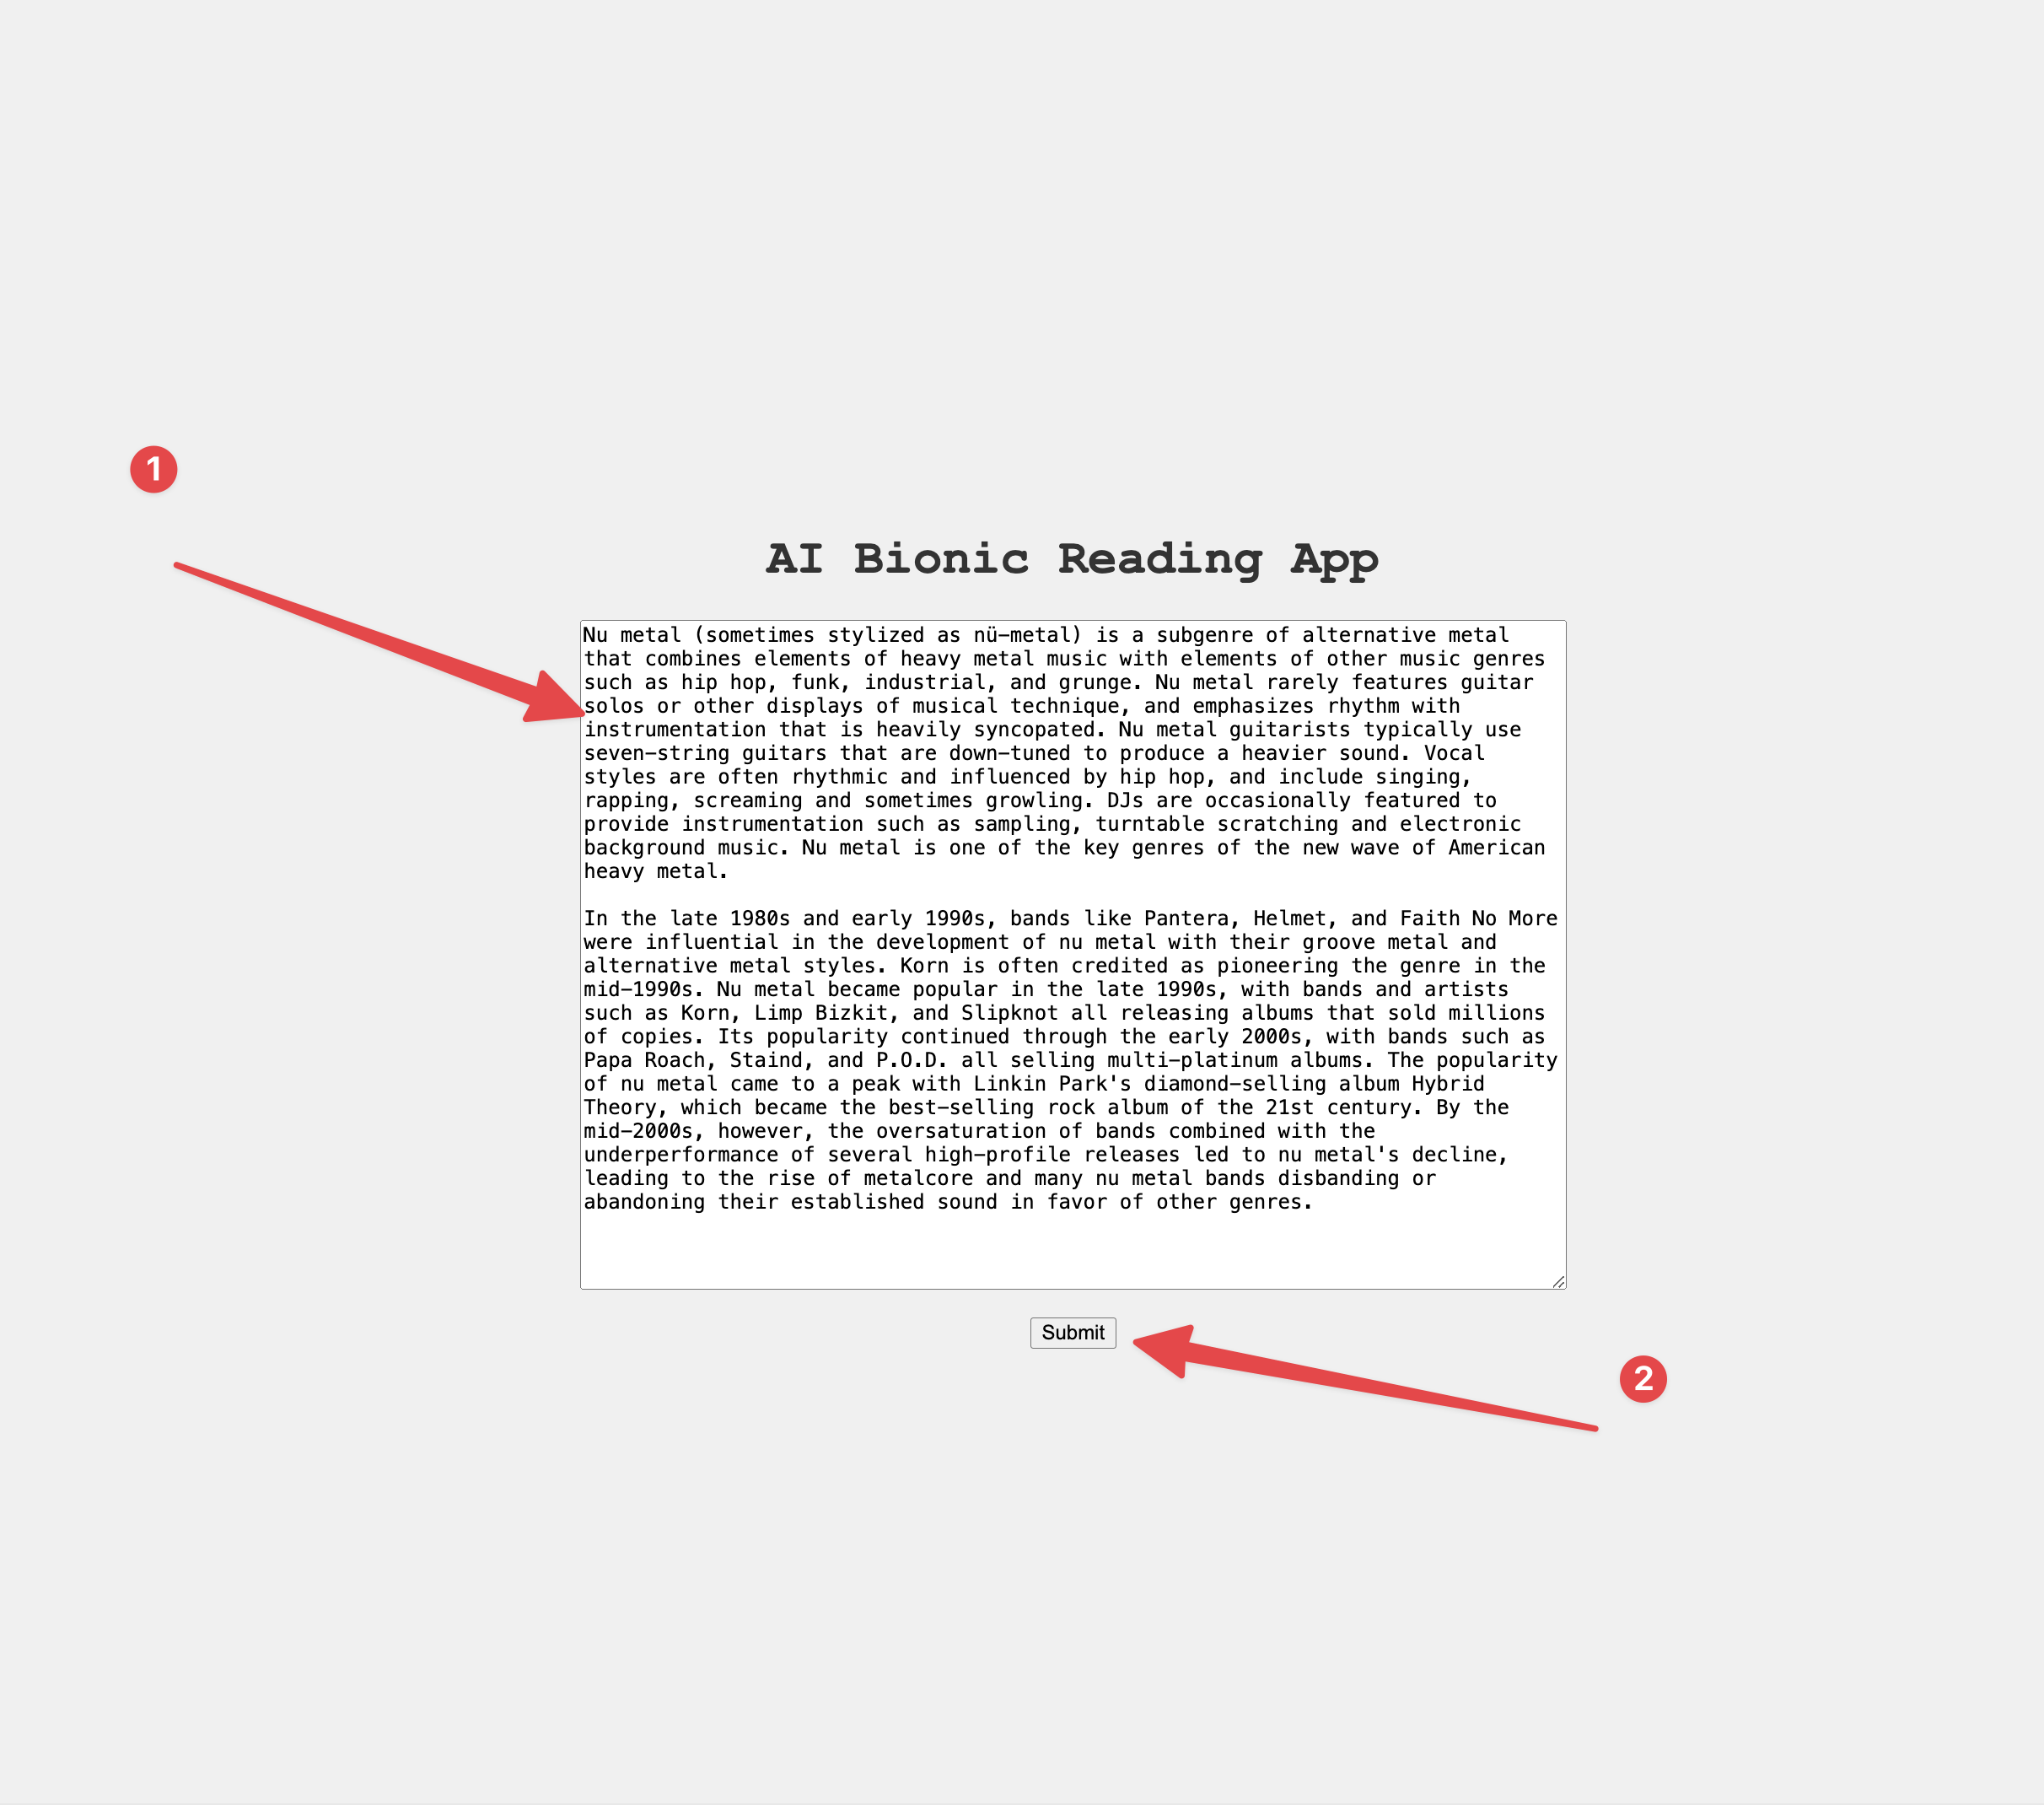 1
AI Bionic Reading App
Nu metal (sometimes stylized as nü-metal) is a subgenre of alternative metal
that combines elements of heavy metal music with elements of other music genres
such as hip hop, funk, industrial, and grunge. Nu metal rarely features guitar
solos or other displays of musical technique, and emphasizes rhythm with
instrumentation that is heavily syncopated. Nu metal guitarists typically use
seven-string guitars that are down-tuned to produce a heavier sound. Vocal
styles are often rhythmic and influenced by hip hop, and include singing,
rapping, screaming and sometimes growling. DJs are occasionally featured to
provide instrumentation such as sampling, turntable scratching and electronic
background music. Nu metal is one of the key genres of the new wave of American
heavy metal.
In the late 1980s and early 1990s, bands like Pantera, Helmet, and Faith No More
were influential in the development of nu metal with their groove metal and
alternative metal styles. Korn is often credited as pioneering the genre in the
mid-1990s. Nu metal became popular in the late 1990s, with bands and artists
such as Korn, Limp Bizkit, and Slipknot all releasing albums that sold millions
of copies. Its popularity continued through the early 2000s, with bands such as
Papa Roach, Staind, and P.O.D. all selling multi-platinum albums. The popularity
of nu metal came to a peak with Linkin Park's diamond-selling album Hybrid
Theory, which became the best-selling rock album of the 21st century. By the
mid-2000s, however, the oversaturation of bands combined with the
underperformance of several high-profile releases led to nu metal's decline,
leading to the rise of metalcore and many nu metal bands disbanding or
abandoning their established sound in favor of other genres.
Submit
2